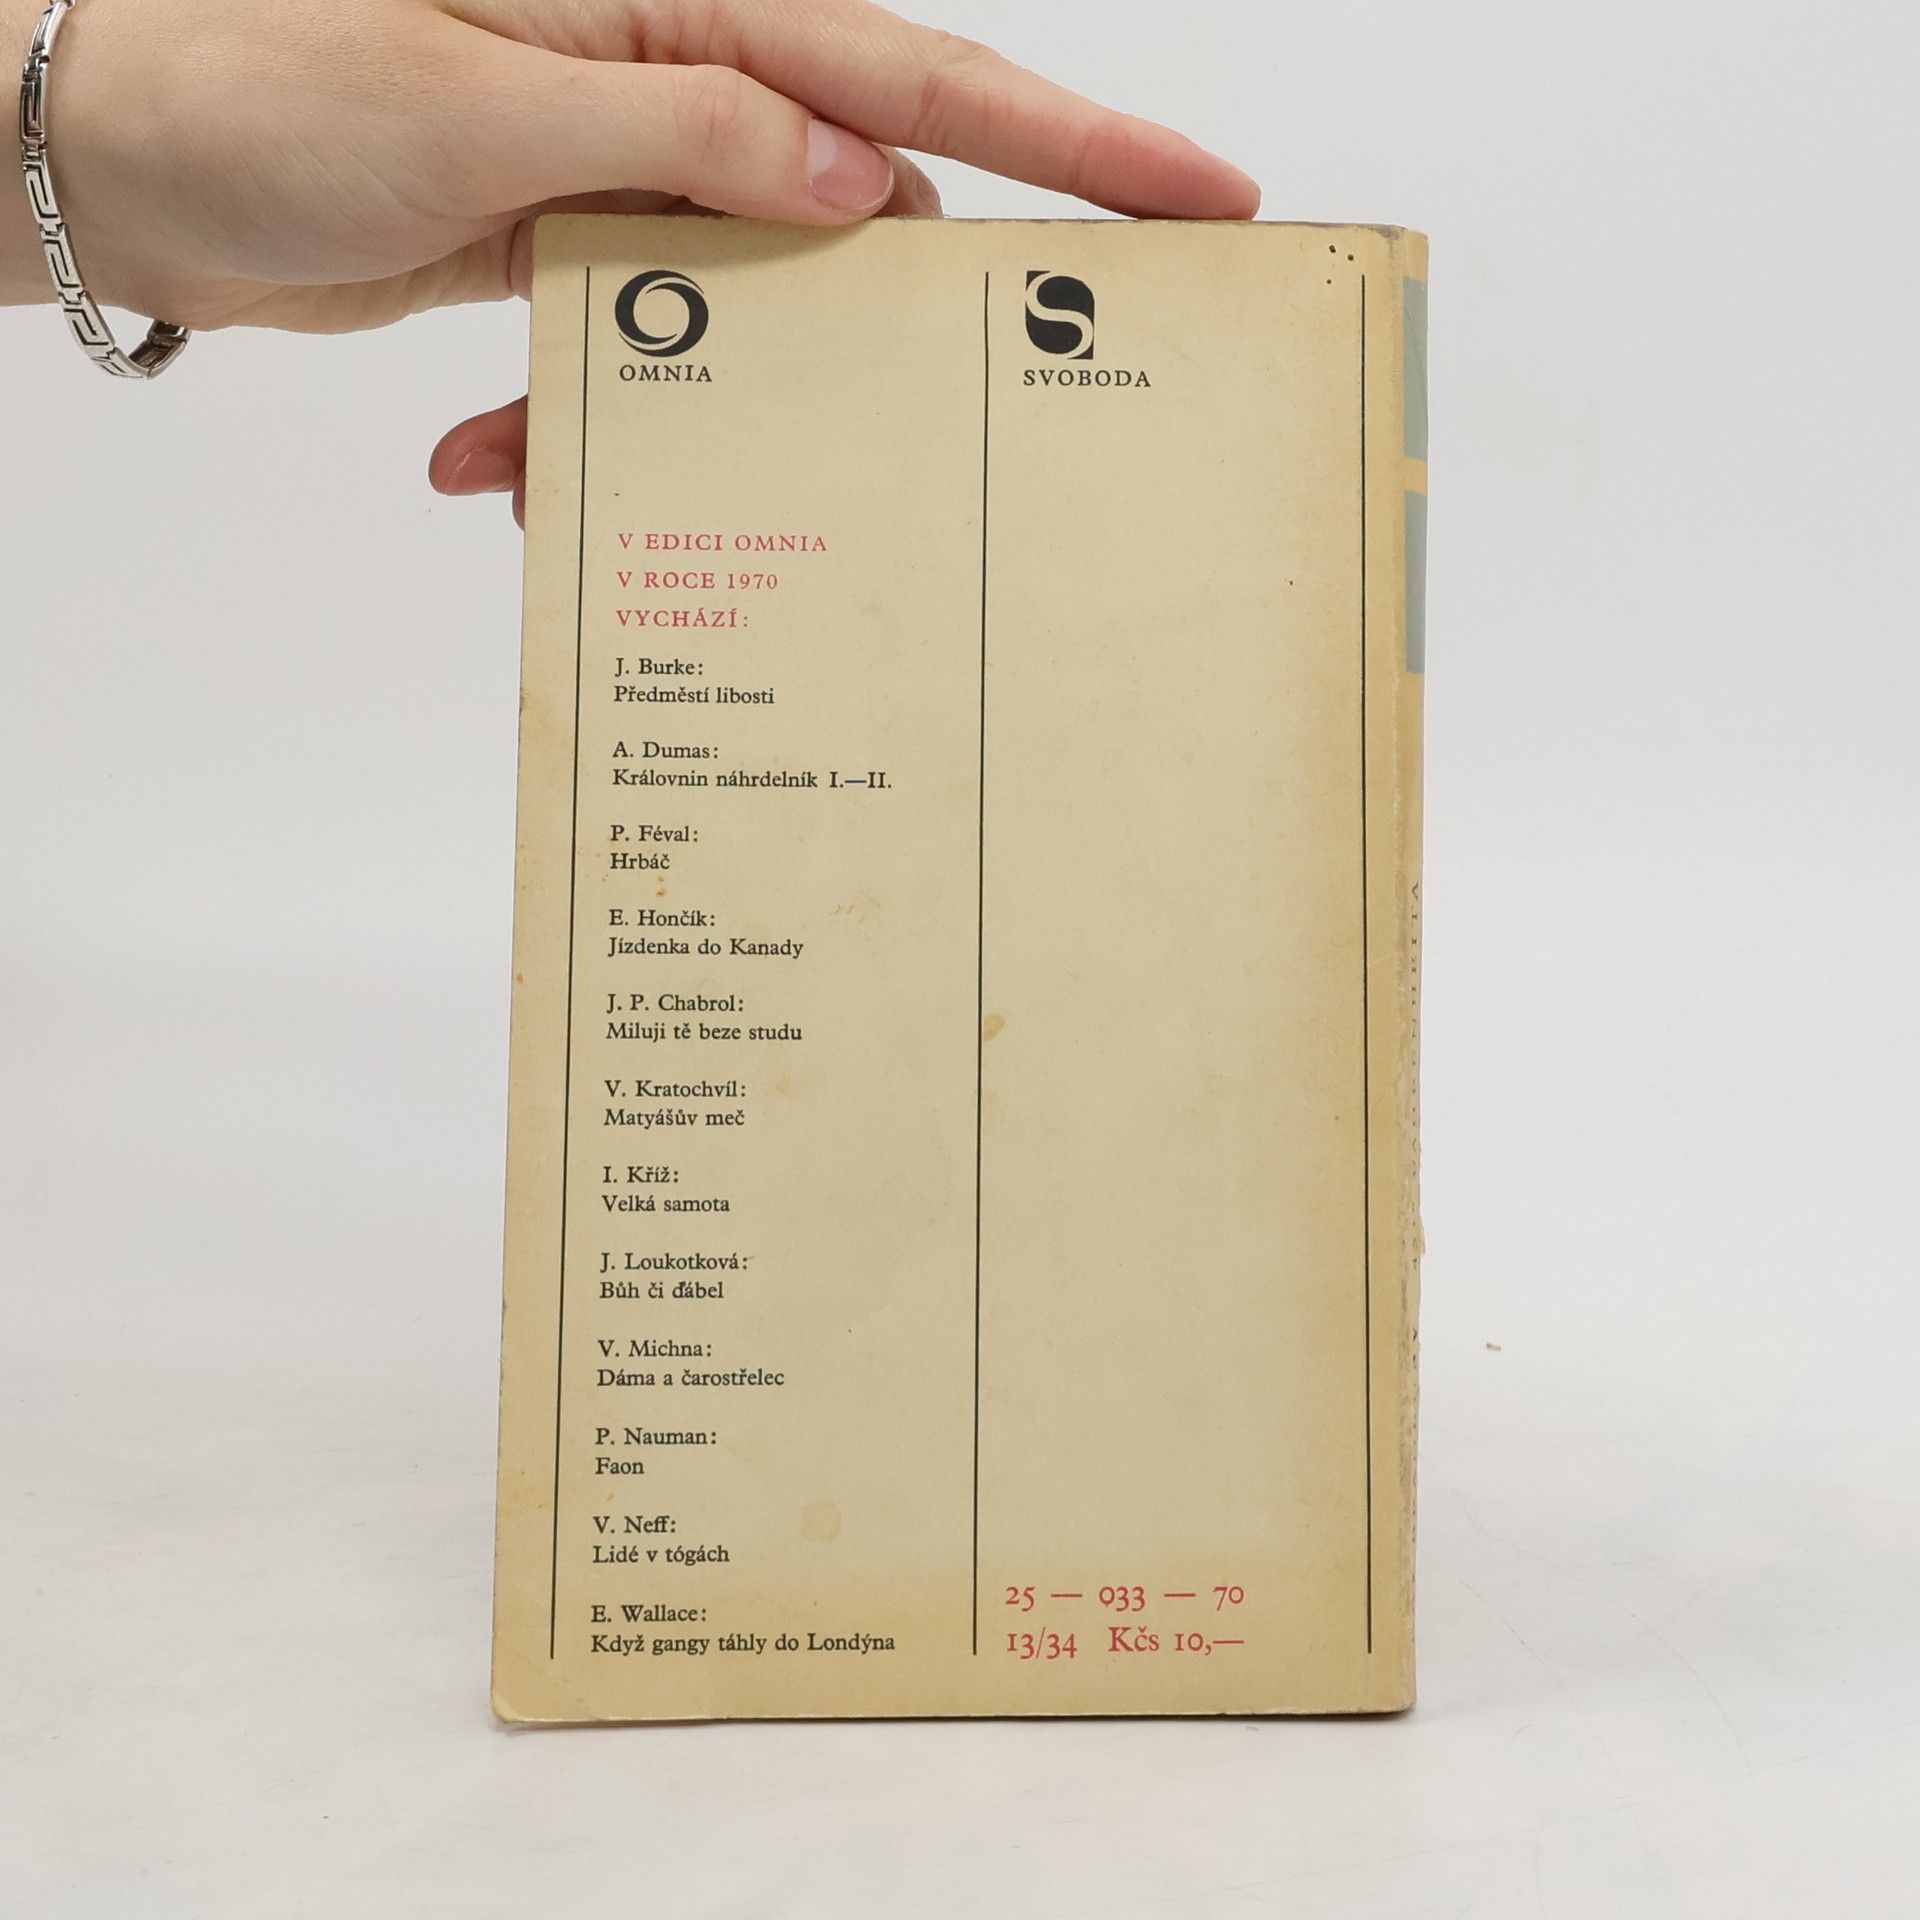 OMNIA
V EDICI OMNIA
V ROCE 1970
VYCHÁZÍ:
J. Burke:
Předměstí libosti
A. Dumas:
Královnin náhrdelník I.—II.
P. Féval:
Hrbáč
E. Hončík:
Jízdenka do Kanady
J. P. Chabrol:
Miluji tě beze studu
V. Kratochvíl:
Matyášův meč
I. Kříž:
Velká samota
J. Loukotková:
Bůh či ďábel
V. Michna:
Dáma a čarostřelec
P. Nauman:
Faon
V. Neff:
Lidé v tógách
E. Wallace:
Když gangy táhly do Londýna
SVOBODA
25 — 033 — 70
13/34 Kčs 10,—